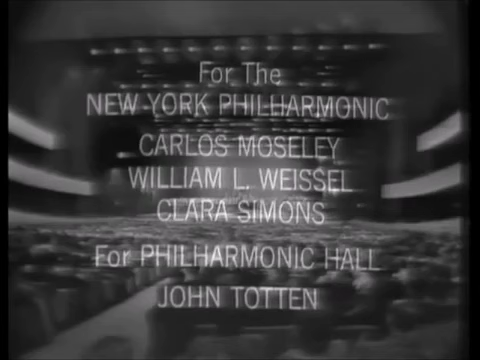 For The
NEW YORK PHILHARMONIC
CARLOS MOSELEY
WILLIAM L. WEISSEL
CLARA SIMONS
For PHILHARMONIC HALL
JOHN TOTTEN